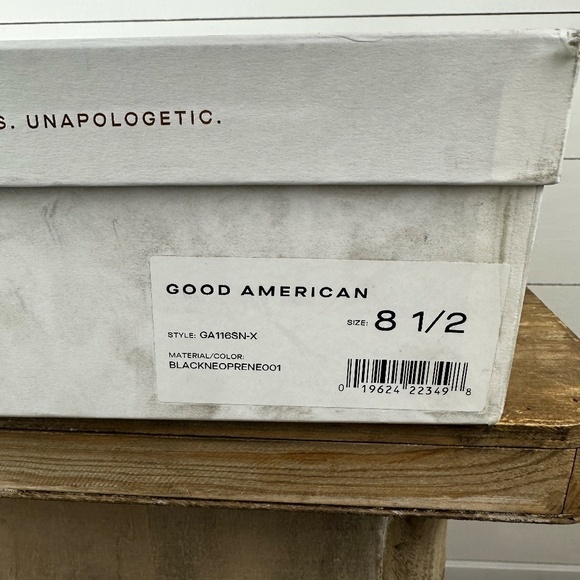 S. UNAPOLOGETIC.
GOOD AMERICAN
SIZE: 8 1/2
STYLE: GA116SN-X
MATERIAL/COLOR:
BLACKNEOPRENE001
0 19624 22349 8